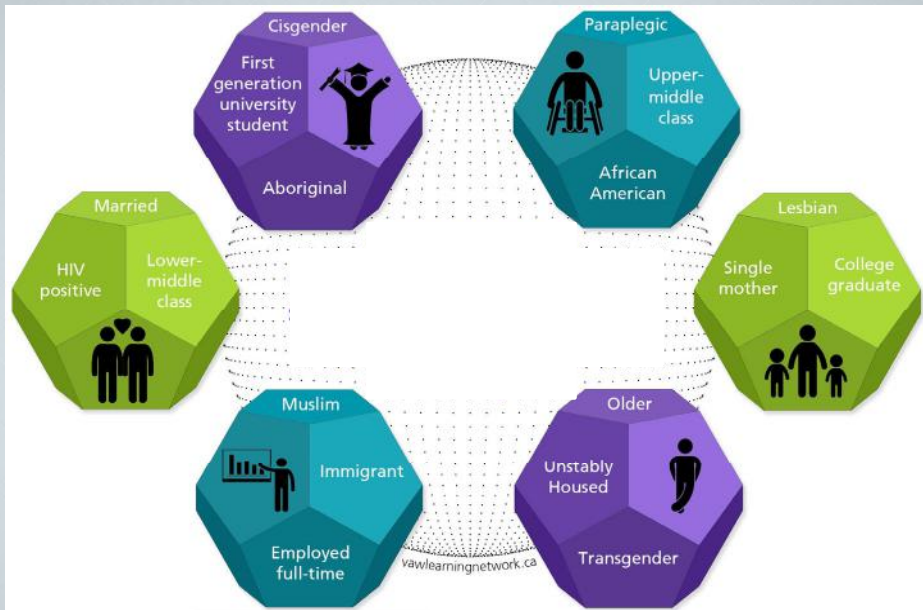 Cisgender
First
generation
university
student
Aboriginal
Paraplegic
Upper-
middle
class
African
American
Married
HIV
positive
Lower-
middle
class
Lesbian
Single
mother
College
graduate
Muslim
Immigrant
Employed
full-time
Older
Unstably
Housed
Transgender
vawlearningnetwork.ca